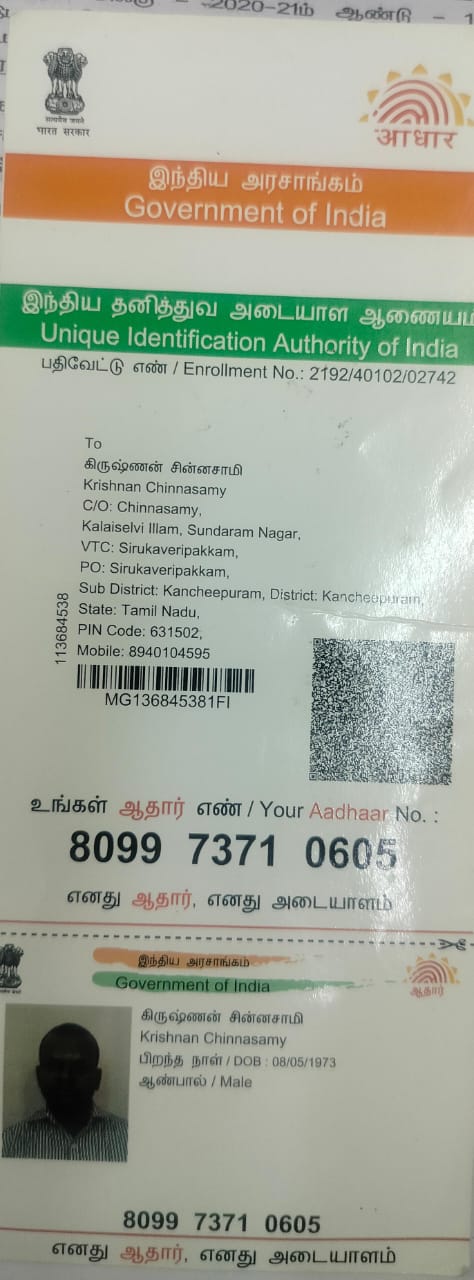 2020-21ம் ஆண்டு -
सत्यमेव जयते
भारत सरकार
आधार
இந்திய அரசாங்கம்
Government of India
இந்திய தனித்துவ அடையாள ஆணையம்
Unique Identification Authority of India
பதிவேட்டு எண் / Enrollment No.: 2192/40102/02742
To
கிருஷ்ணன் சின்னசாமி
Krishnan Chinnasamy
C/O: Chinnasamy,
Kalaiselvi Illam, Sundaram Nagar,
VTC: Sirukaveripakkam,
PO: Sirukaveripakkam,
Sub District: Kancheepuram, District: Kancheepuram,
State: Tamil Nadu,
PIN Code: 631502,
Mobile: 8940104595
113684538
MG136845381FI
உங்கள் ஆதார் எண் / Your Aadhaar No. :
8099 7371 0605
எனது ஆதார், எனது அடையாளம்
இந்திய அரசாங்கம்
Government of India
ஆதார்
கிருஷ்ணன் சின்னசாமி
Krishnan Chinnasamy
பிறந்த நாள் / DOB : 08/05/1973
ஆண்பால் / Male
8099 7371 0605
எனது ஆதார், எனது அடையாளம்